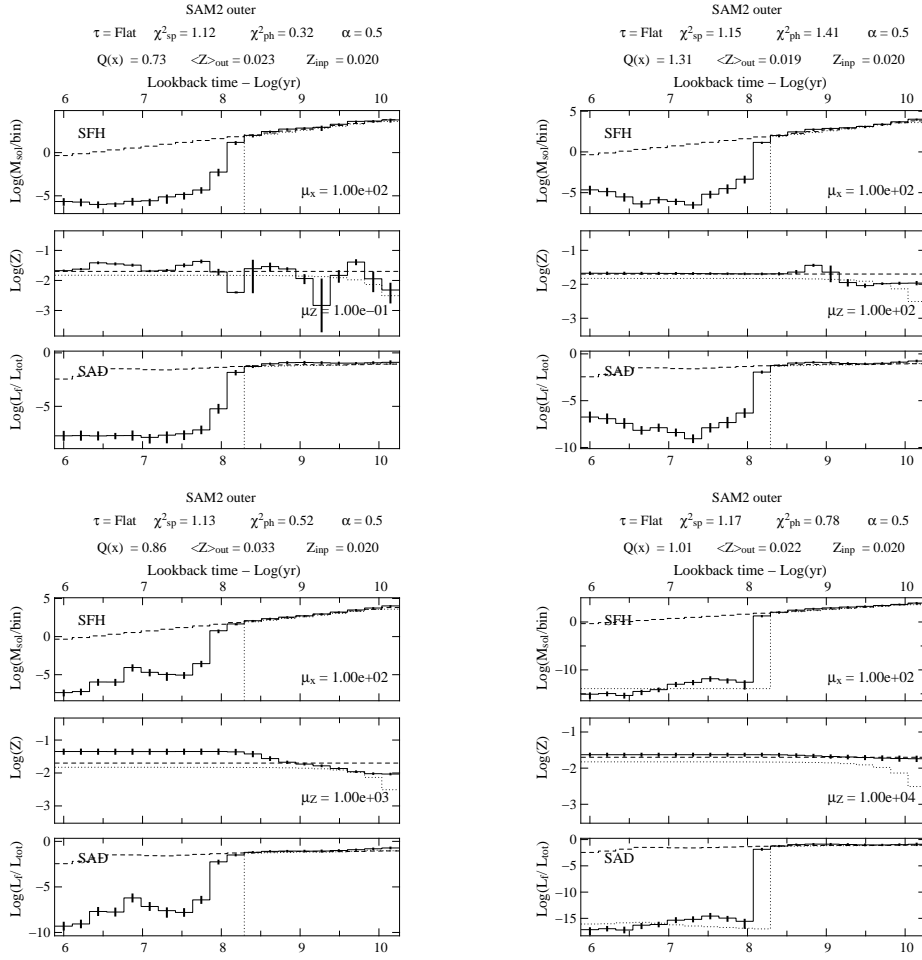 SAM2 outer
τ = Flat χ²sp = 1.12 χ²ph = 0.32 α = 0.5
Q(x) = 0.73 <Z>out = 0.023 Zinp = 0.020
Lookback time − Log(yr)
6 7 8 9 10
5
0
−5
Log(Msol/bin)
SFH
μx = 1.00e+02
−1
−2
−3
Log(Z)
μZ = 1.00e−01
0
−5
Log(Lf/ Ltot)
SAD
6 7 8 9 10
SAM2 outer
τ = Flat χ²sp = 1.15 χ²ph = 1.41 α = 0.5
Q(x) = 1.31 <Z>out = 0.019 Zinp = 0.020
Lookback time − Log(yr)
6 7 8 9 10
5
0
−5
Log(Msol/bin)
SFH
μx = 1.00e+02
−1
−2
−3
Log(Z)
μZ = 1.00e+02
0
−5
−10
Log(Lf/ Ltot)
SAD
6 7 8 9 10
SAM2 outer
τ = Flat χ²sp = 1.13 χ²ph = 0.52 α = 0.5
Q(x) = 0.86 <Z>out = 0.033 Zinp = 0.020
Lookback time − Log(yr)
6 7 8 9 10
5
0
−5
Log(Msol/bin)
SFH
μx = 1.00e+02
−1
−2
−3
Log(Z)
μZ = 1.00e+03
0
−5
−10
Log(Lf/ Ltot)
SAD
6 7 8 9 10
SAM2 outer
τ = Flat χ²sp = 1.17 χ²ph = 0.78 α = 0.5
Q(x) = 1.01 <Z>out = 0.022 Zinp = 0.020
Lookback time − Log(yr)
6 7 8 9 10
0
−10
Log(Msol/bin)
SFH
μx = 1.00e+02
−1
−2
−3
Log(Z)
μZ = 1.00e+04
0
−5
−10
−15
Log(Lf/ Ltot)
SAD
6 7 8 9 10